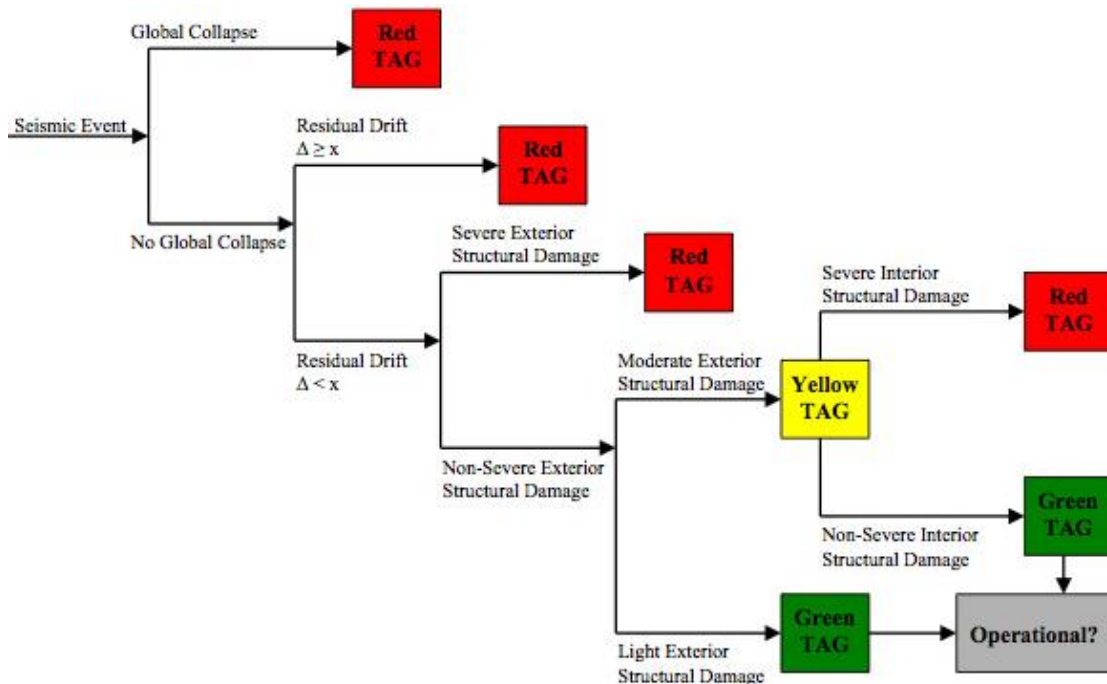 Global Collapse
Red
TAG
Seismic Event
Residual Drift
Δ ≥ x
Red
TAG
No Global Collapse
Severe Exterior
Structural Damage
Red
TAG
Severe Interior
Structural Damage
Red
TAG
Residual Drift
Δ < x
Moderate Exterior
Structural Damage
Yellow
TAG
Non-Severe Exterior
Structural Damage
Green
TAG
Non-Severe Interior
Structural Damage
Green
TAG
Operational?
Light Exterior
Structural Damage